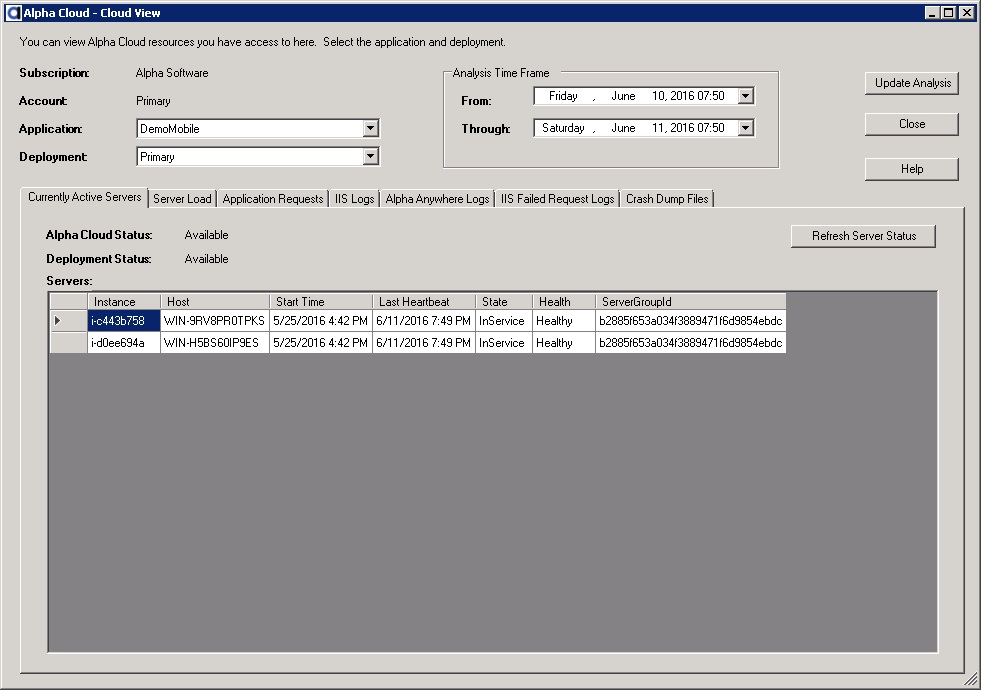 Alpha Cloud - Cloud View
You can view Alpha Cloud resources you have access to here. Select the application and deployment.
Subscription: Alpha Software
Account: Primary
Application: DemoMobile
Deployment: Primary
Analysis Time Frame
From: Friday , June 10, 2016 07:50
Through: Saturday , June 11, 2016 07:50
Update Analysis
Close
Help
Currently Active Servers Server Load Application Requests IIS Logs Alpha Anywhere Logs IIS Failed Request Logs Crash Dump Files
Alpha Cloud Status: Available
Refresh Server Status
Deployment Status: Available
Servers:
Instance Host Start Time Last Heartbeat State Health ServerGroupId
i-c443b758 WIN-9RV8PR0TPKS 5/25/2016 4:42 PM 6/11/2016 7:49 PM InService Healthy b2885f653a034f3889471f6d9854ebdc
i-d0ee694a WIN-H5BS60IP9ES 5/25/2016 4:42 PM 6/11/2016 7:49 PM InService Healthy b2885f653a034f3889471f6d9854ebdc